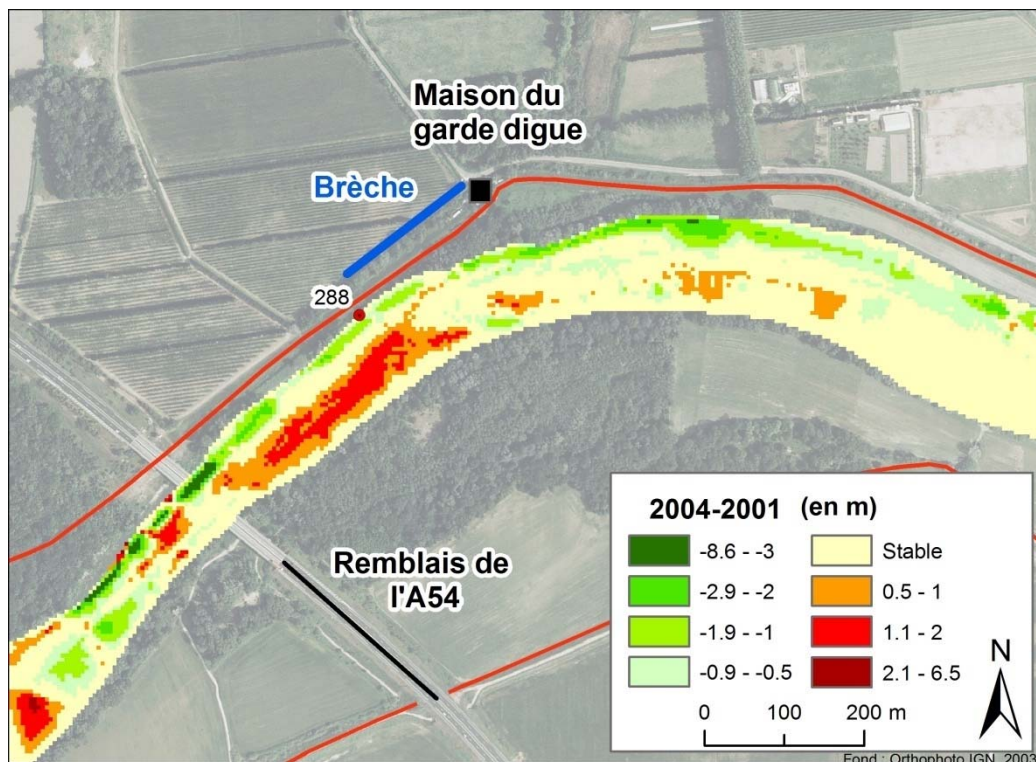 Maison du
garde digue
Brèche
288
Remblais de
l'A54
2004-2001 (en m)
-8.6 - -3
Stable
-2.9 - -2
0.5 - 1
-1.9 - -1
1.1 - 2
-0.9 - -0.5
2.1 - 6.5
N
0 100 200 m
Fond : Orthophoto IGN, 2003